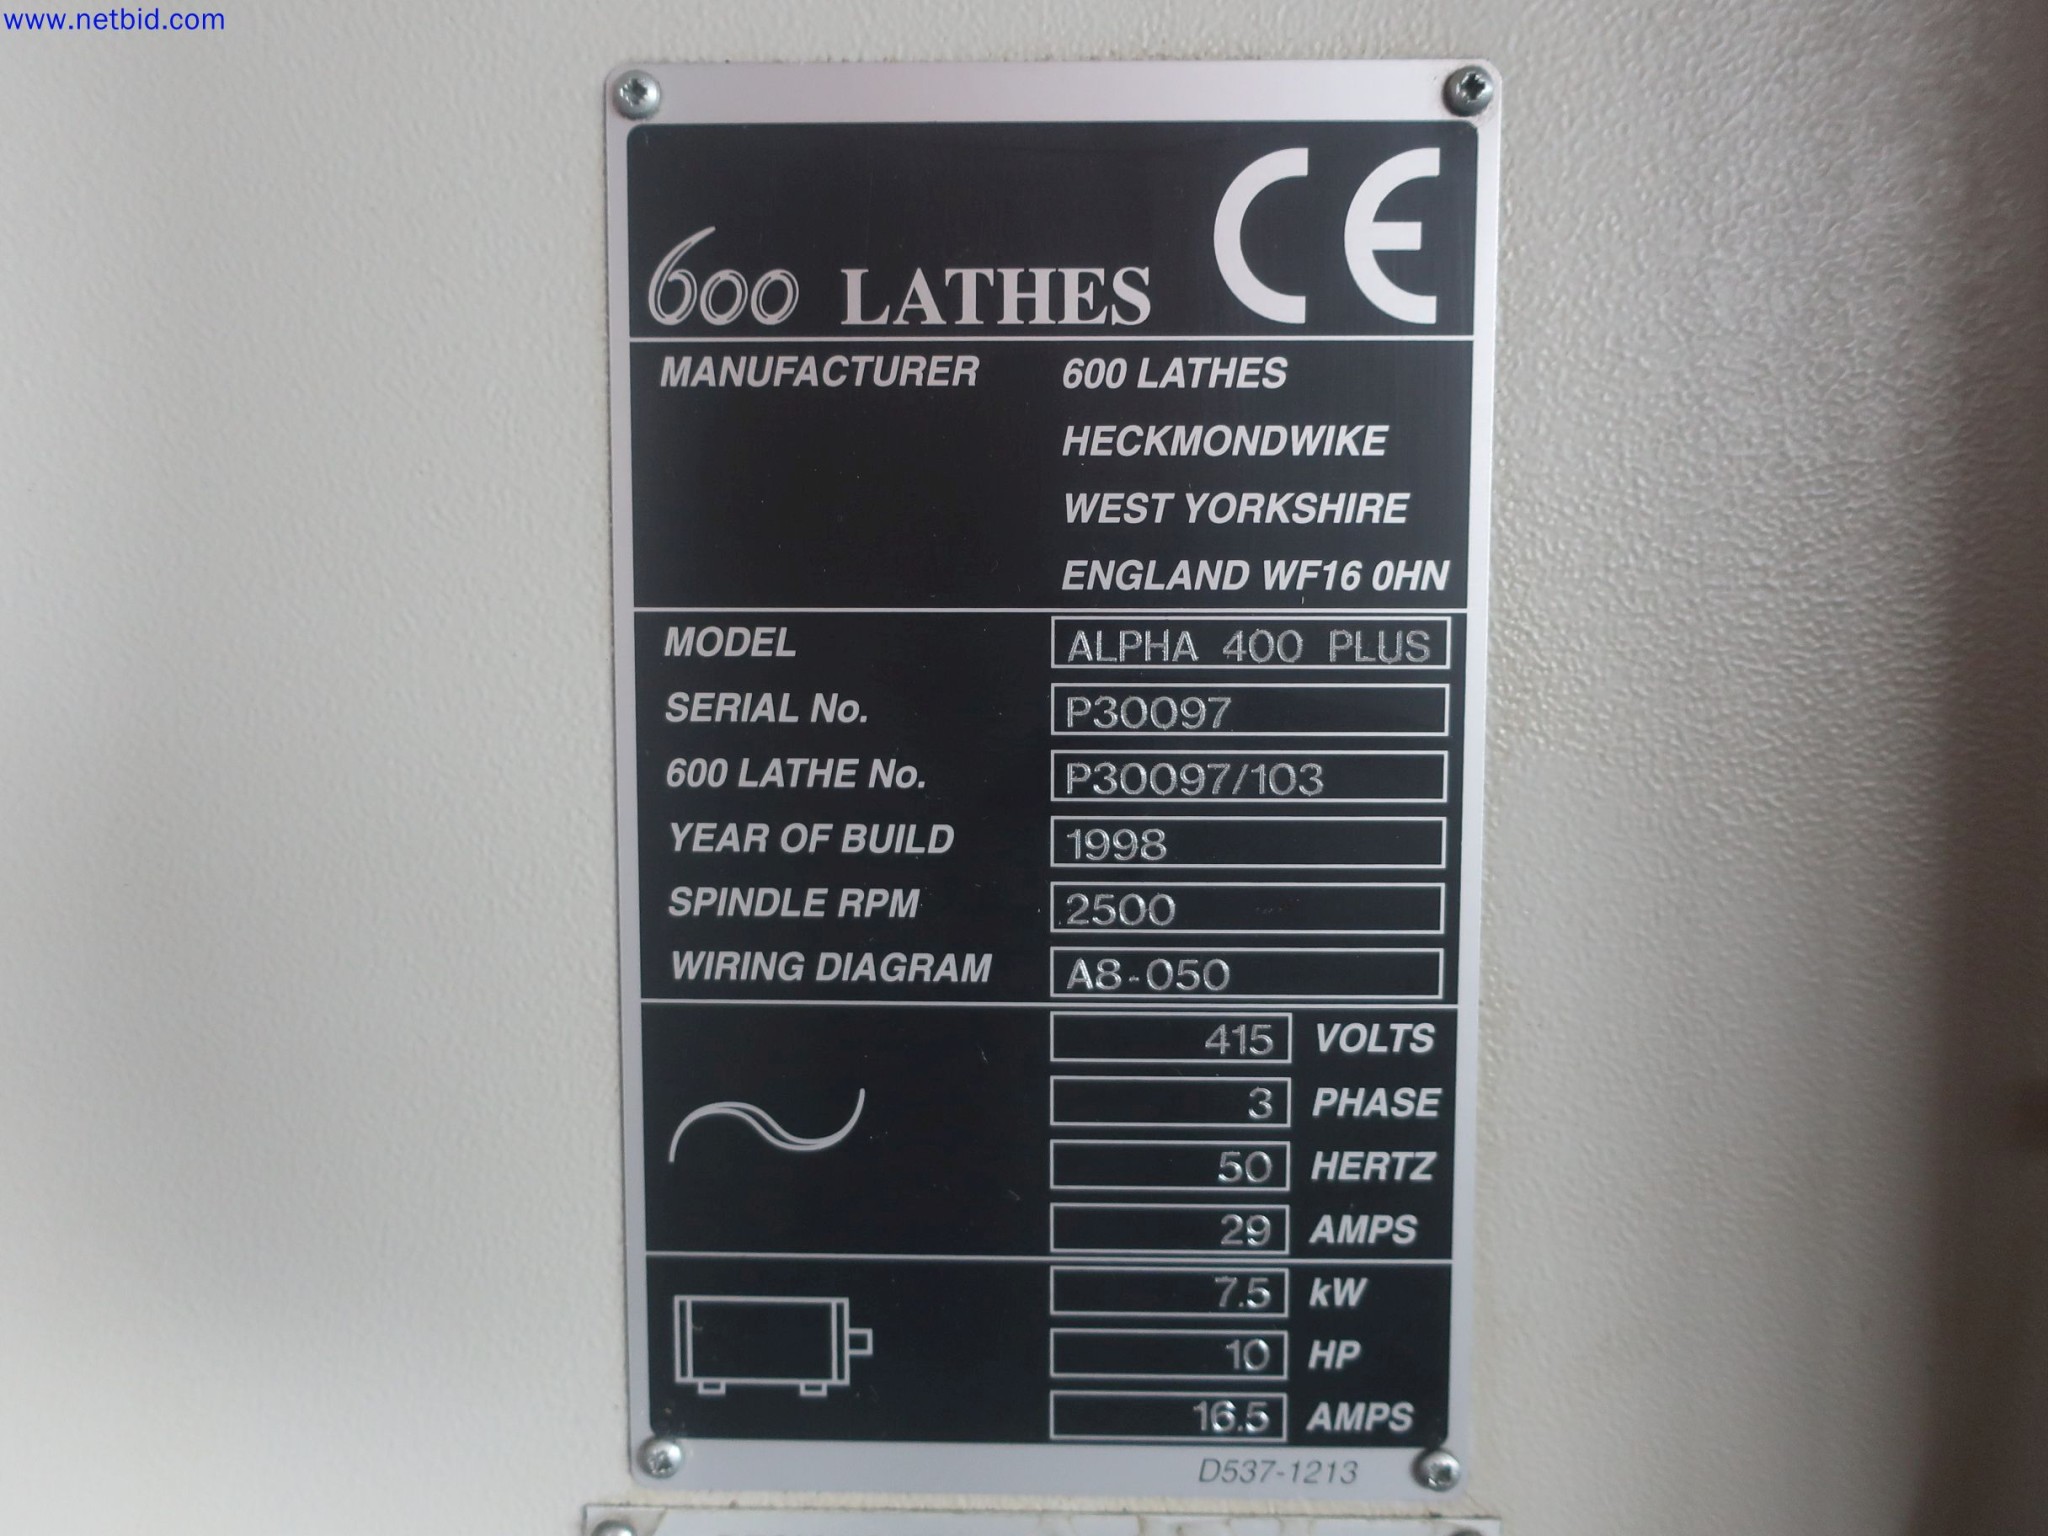 www.netbid.com
CE
600 LATHES
MANUFACTURER 600 LATHES
HECKMONDWIKE
WEST YORKSHIRE
ENGLAND WF16 0HN
MODEL ALPHA 400 PLUS
SERIAL No. P30097
600 LATHE No. P30097/103
YEAR OF BUILD 1998
SPINDLE RPM 2500
WIRING DIAGRAM A8-050
415 VOLTS
3 PHASE
50 HERTZ
29 AMPS
7.5 kW
10 HP
16.5 AMPS
D537-1213